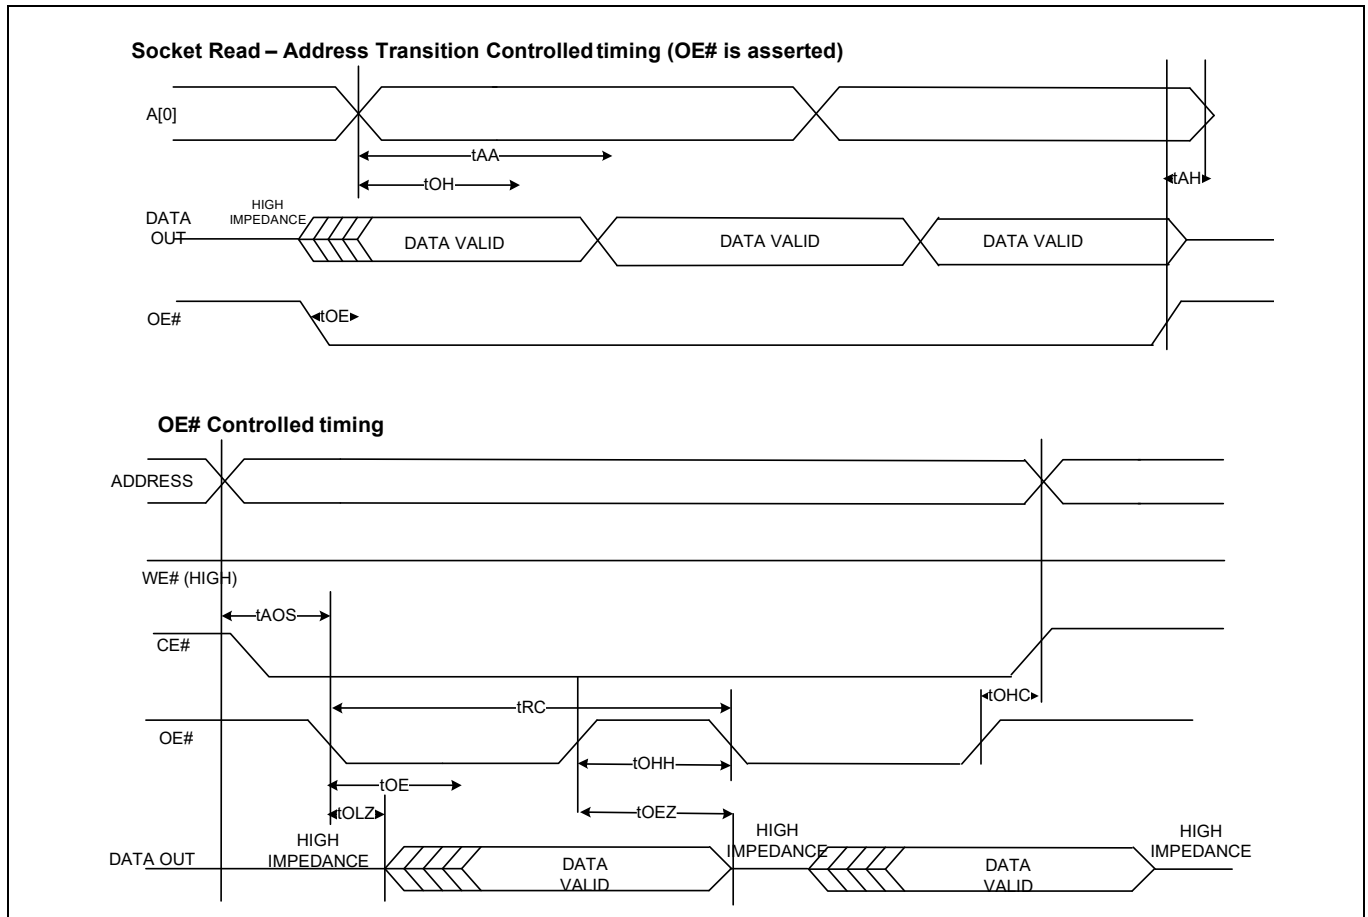 Socket Read – Address Transition Controlled timing (OE# is asserted)
A[0]
tAA
tOH
tAH
HIGH
IMPEDANCE
DATA
OUT
DATA VALID
DATA VALID
DATA VALID
OE#
tOE
OE# Controlled timing
ADDRESS
WE# (HIGH)
tAOS
CE#
tOHC
tRC
OE#
tOHH
tOE
tOLZ
tOEZ
HIGH
IMPEDANCE
HIGH
IMPEDANCE
HIGH
IMPEDANCE
DATA OUT
DATA
VALID
DATA
VALID